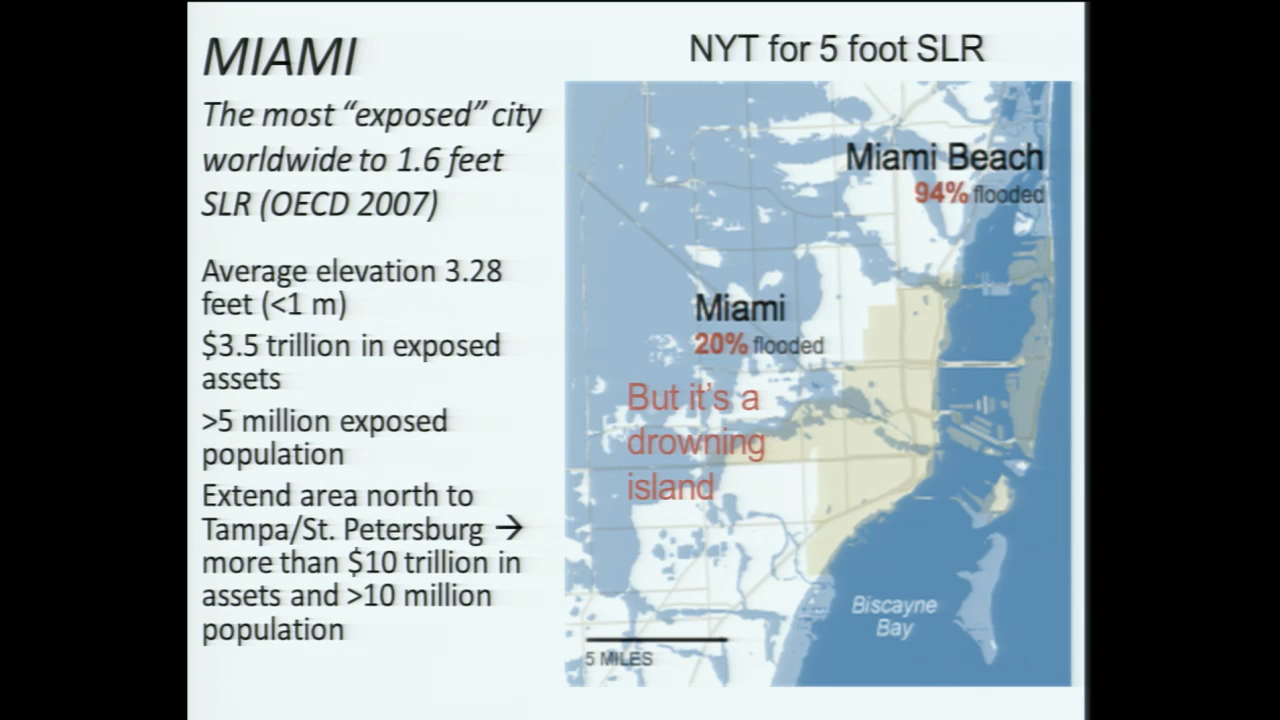 MIAMI
The most “exposed” city
worldwide to 1.6 feet
SLR (OECD 2007)
Average elevation 3.28
feet (<1 m)
$3.5 trillion in exposed
assets
>5 million exposed
population
Extend area north to
Tampa/St. Petersburg →
more than $10 trillion in
assets and >10 million
population
NYT for 5 foot SLR
Miami Beach
94% flooded
Miami
20% flooded
But it’s a
drowning
island
Biscayne
Bay
5 MILES